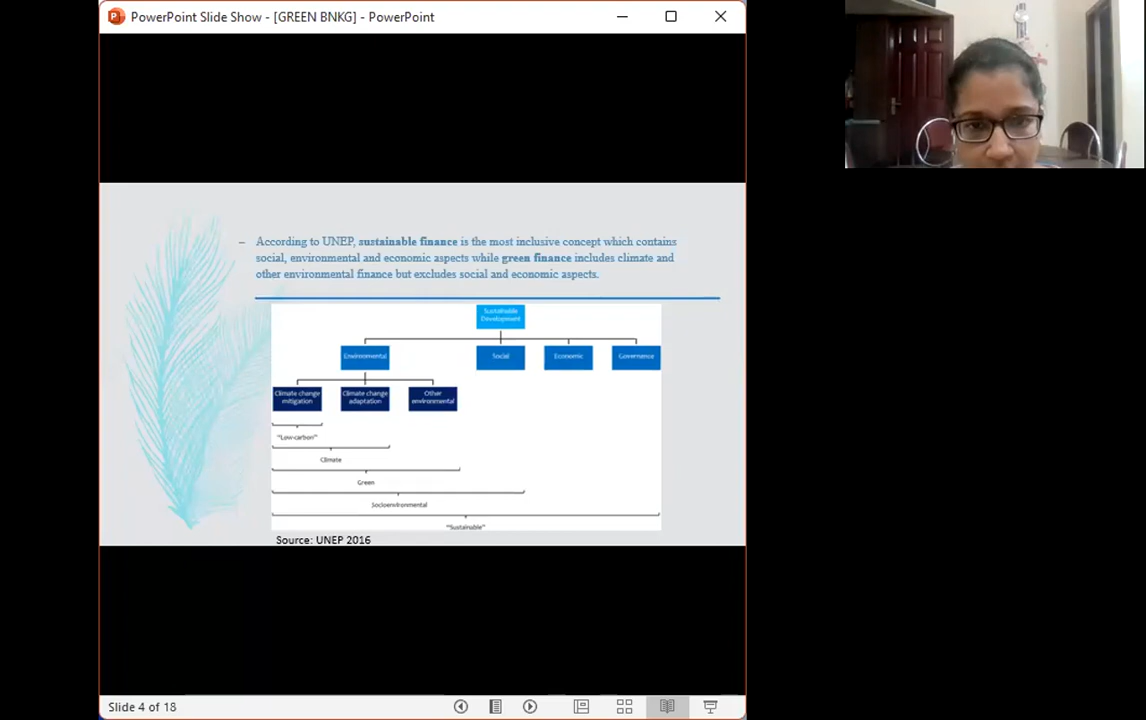 PowerPoint Slide Show - [GREEN BNKG] - PowerPoint
– According to UNEP, sustainable finance is the most inclusive concept which contains
social, environmental and economic aspects while green finance includes climate and
other environmental finance but excludes social and economic aspects.
Sustainable
Development
Environmental
Social
Economic
Governance
Climate change
mitigation
Climate change
adaptation
Other
environmental
"Low-carbon"
Climate
Green
Socioenvironmental
"Sustainable"
Source: UNEP 2016
Slide 4 of 18